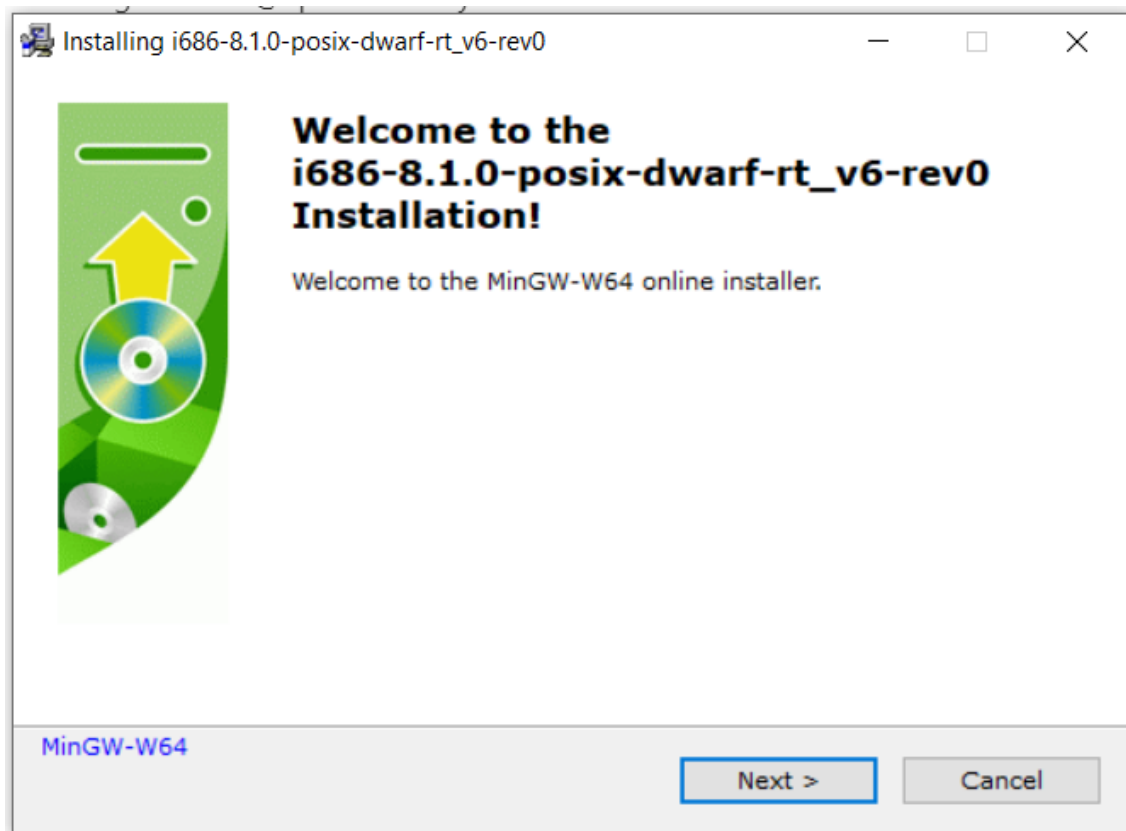 Installing i686-8.1.0-posix-dwarf-rt_v6-rev0
Welcome to the
i686-8.1.0-posix-dwarf-rt_v6-rev0
Installation!
Welcome to the MinGW-W64 online installer.
MinGW-W64
Next >
Cancel